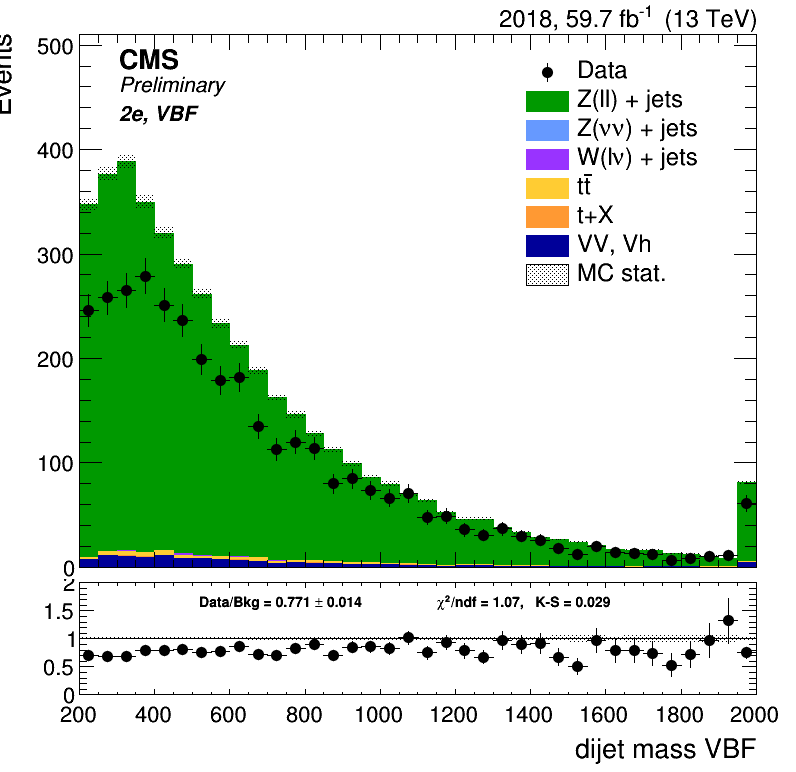 2018, 59.7 fb⁻¹ (13 TeV)
Events
500
400
300
200
100
0
CMS
Preliminary
2e, VBF
Data
Z(ll) + jets
Z(νν) + jets
W(lν) + jets
tt̄
t+X
VV, Vh
MC stat.
2
1.5
1
0.5
0
Data/Bkg = 0.771 ± 0.014
χ²/ndf = 1.07, K-S = 0.029
200 400 600 800 1000 1200 1400 1600 1800 2000
dijet mass VBF